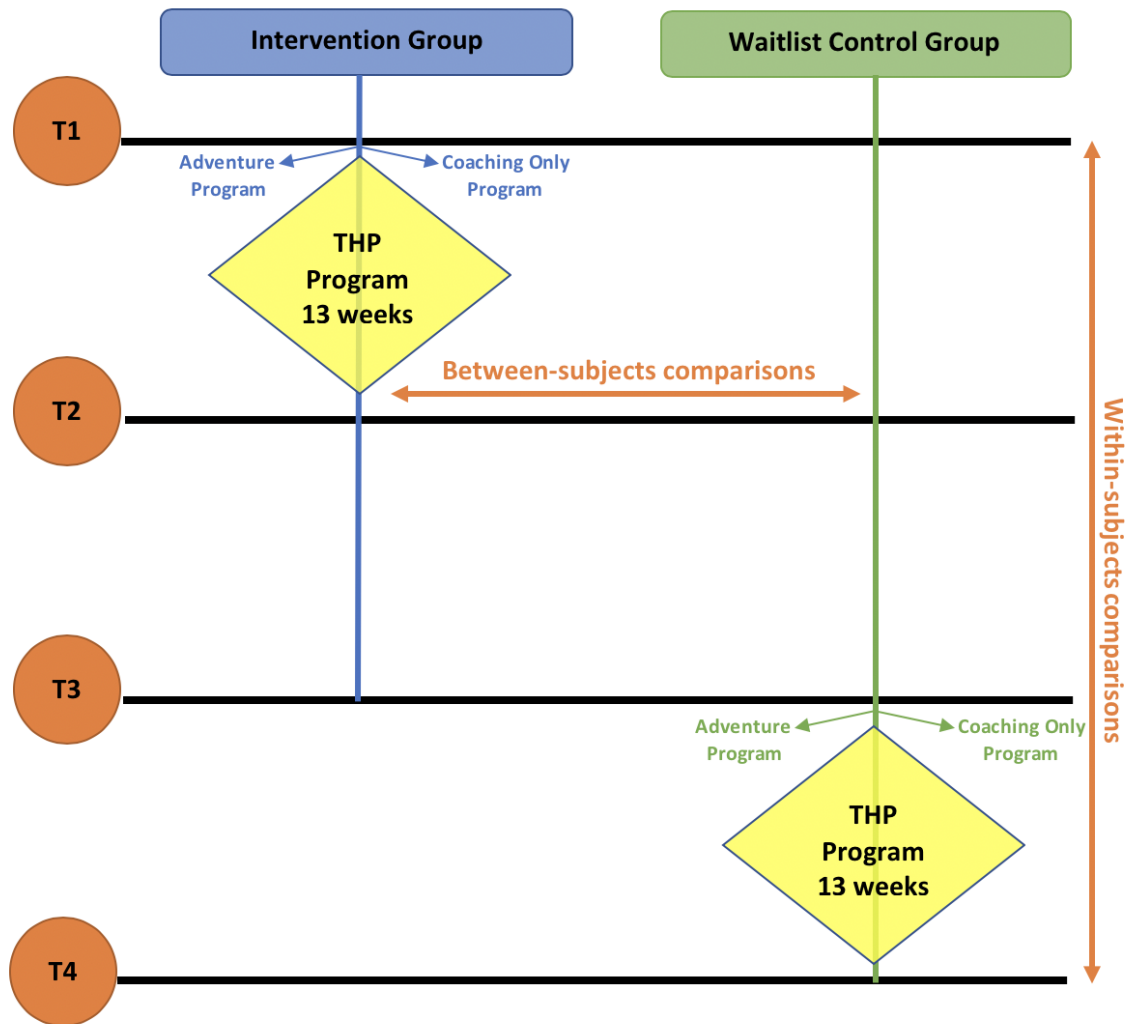 Intervention Group
Waitlist Control Group
T1
Adventure
Program
Coaching Only
Program
THP
Program
13 weeks
Between-subjects comparisons
T2
Within-subjects comparisons
T3
Adventure
Program
Coaching Only
Program
THP
Program
13 weeks
T4